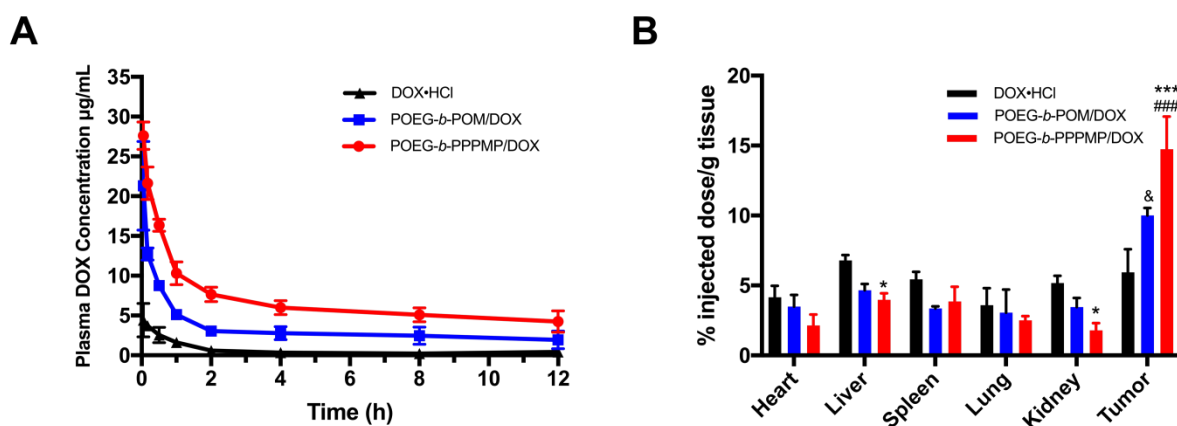 A
Plasma DOX Concentration µg/mL
35
30
25
20
15
10
5
0
0 2 4 6 8 10 12
Time (h)
DOX•HCl
POEG-b-POM/DOX
POEG-b-PPPMP/DOX
B
% injected dose/g tissue
20
15
10
5
0
DOX•HCl
POEG-b-POM/DOX
POEG-b-PPPMP/DOX
***
###
&
*
*
Heart
Liver
Spleen
Lung
Kidney
Tumor